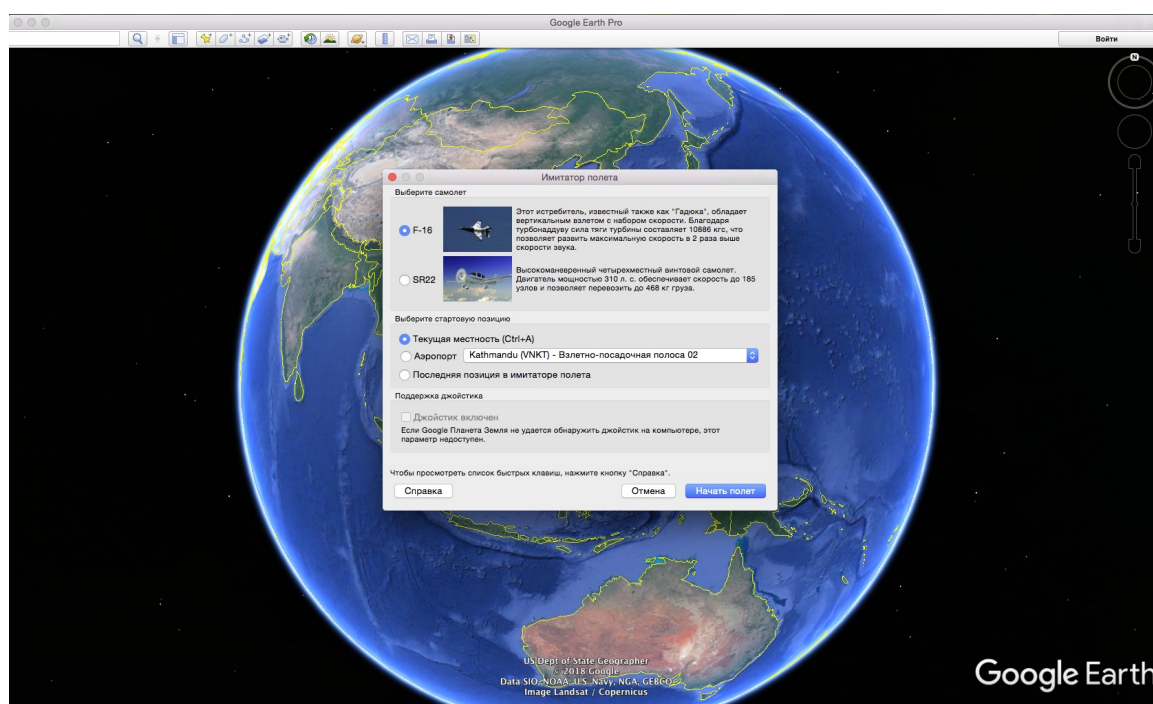 Google Earth Pro
Войти
N
Имитатор полета
Выберите самолет
F-16
Этот истребитель, известный также как "Гадюка", обладает
вертикальным взлетом с набором скорости. Благодаря
турбонаддуву сила тяги турбины составляет 10886 кгс, что
позволяет развить максимальную скорость в 2 раза выше
скорости звука.
SR22
Высокоманевренный четырехместный винтовой самолет.
Двигатель мощностью 310 л. с. обеспечивает скорость до 185
узлов и позволяет перевозить до 468 кг груза.
Выберите стартовую позицию
Текущая местность (Ctrl+A)
Аэропорт Kathmandu (VNKT) - Взлетно-посадочная полоса 02
Последняя позиция в имитаторе полета
Поддержка джойстика
Джойстик включен
Если Google Планета Земля не удается обнаружить джойстик на компьютере, этот
параметр недоступен.
Чтобы просмотреть список быстрых клавиш, нажмите кнопку "Справка".
Справка Отмена Начать полет
US Dept of State Geographer
© 2018 Google
Data SIO, NOAA, U.S. Navy, NGA, GEBCO
Image Landsat / Copernicus
Google Earth